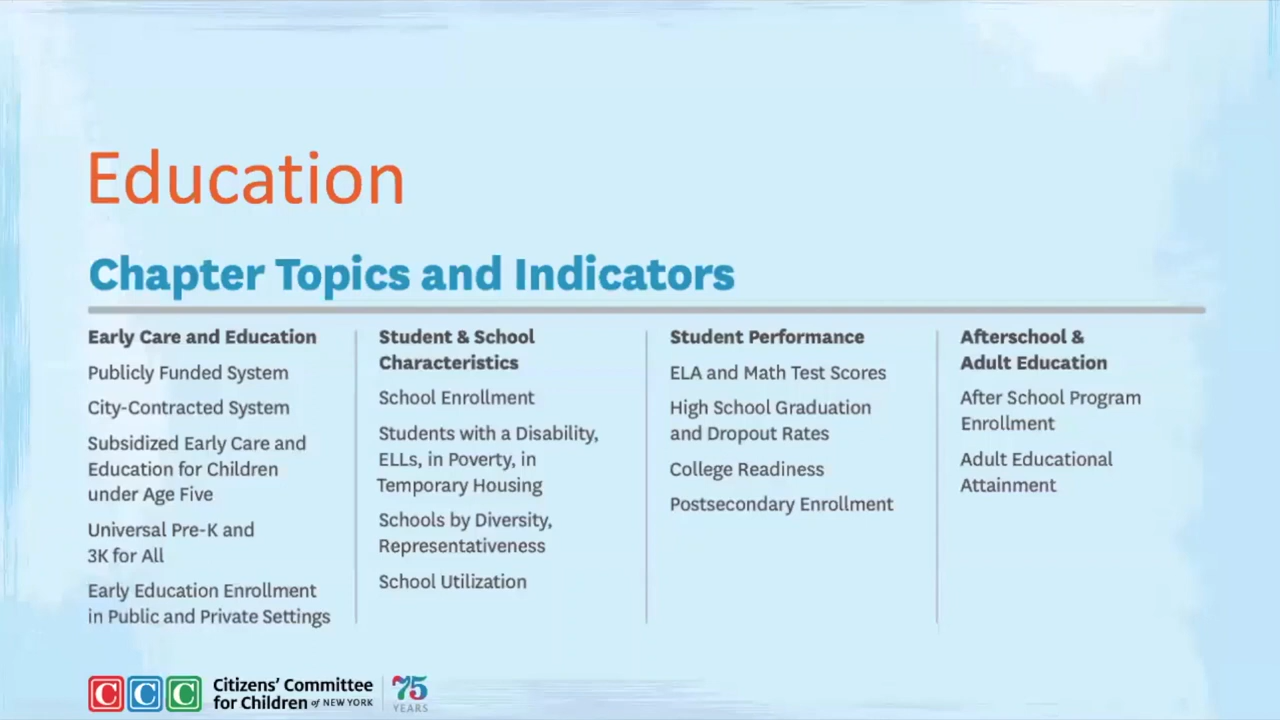 Education
Chapter Topics and Indicators
Early Care and Education
Publicly Funded System
City-Contracted System
Subsidized Early Care and
Education for Children
under Age Five
Universal Pre-K and
3K for All
Early Education Enrollment
in Public and Private Settings
Student & School
Characteristics
School Enrollment
Students with a Disability,
ELLs, in Poverty, in
Temporary Housing
Schools by Diversity,
Representativeness
School Utilization
Student Performance
ELA and Math Test Scores
High School Graduation
and Dropout Rates
College Readiness
Postsecondary Enrollment
Afterschool &
Adult Education
After School Program
Enrollment
Adult Educational
Attainment
C C C
Citizens' Committee
for Children of NEW YORK
75
YEARS